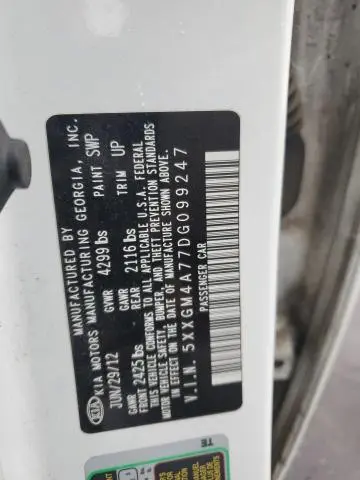 KIA
MANUFACTURED BY
KIA MOTORS MANUFACTURING GEORGIA, INC.
JUN/29/12 GVWR 4299 lbs PAINT SWP
GAWR FRONT 2425 lbs GAWR REAR 2116 lbs TRIM UP
THIS VEHICLE CONFORMS TO ALL APPLICABLE U.S.A. FEDERAL
MOTOR VEHICLE SAFETY, BUMPER, AND THEFT PREVENTION STANDARDS
IN EFFECT ON THE DATE OF MANUFACTURE SHOWN ABOVE.
V.I.N. 5XXGM4A77DG099247
PASSENGER CAR
TE